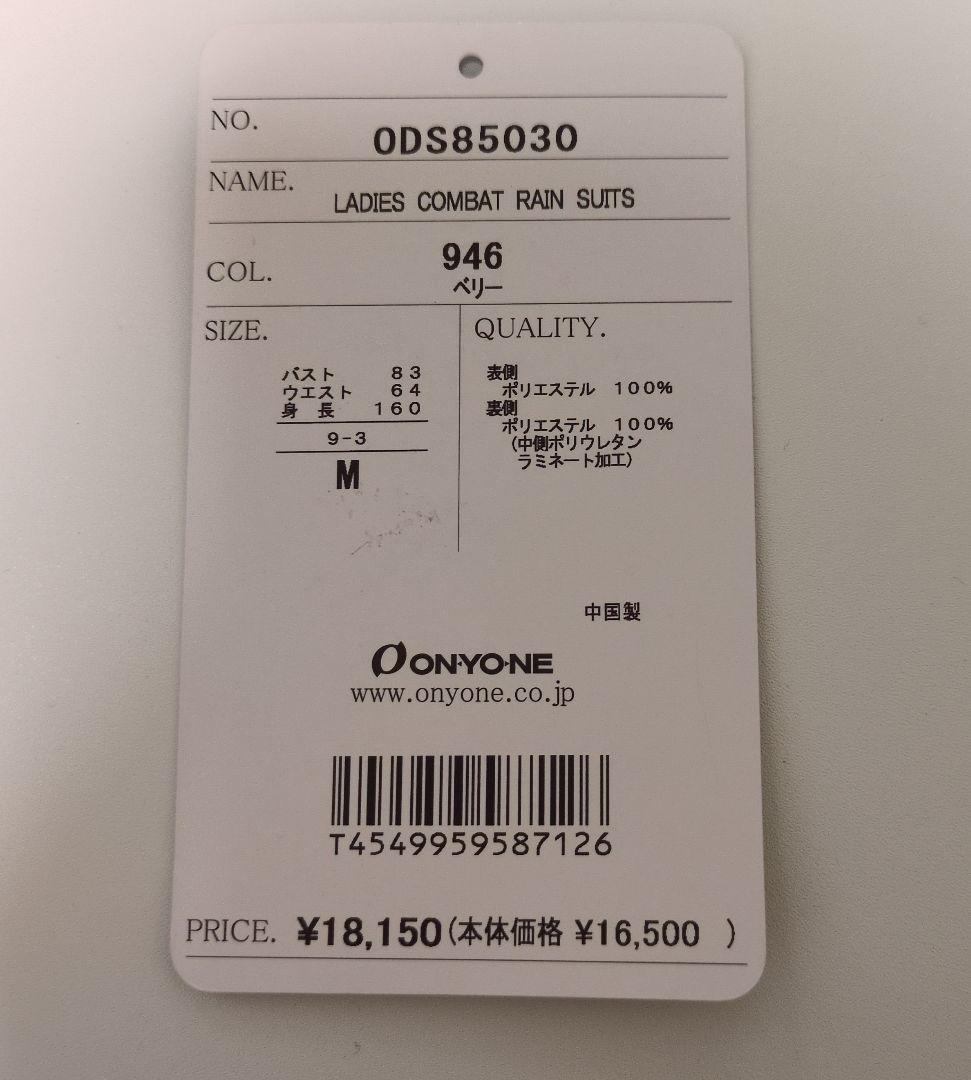 NO.
ODS85030
NAME.
LADIES COMBAT RAIN SUITS
COL.
946
ベリー
SIZE.
バスト 83
ウエスト 64
身 長 160
9-3
M
QUALITY.
表側
ポリエステル 100%
裏側
ポリエステル 100%
(中側ポリウレタン
ラミネート加工)
中国製
ON・YO・NE
www.onyone.co.jp
T4549959587126
PRICE. ¥18,150(本体価格 ¥16,500 )